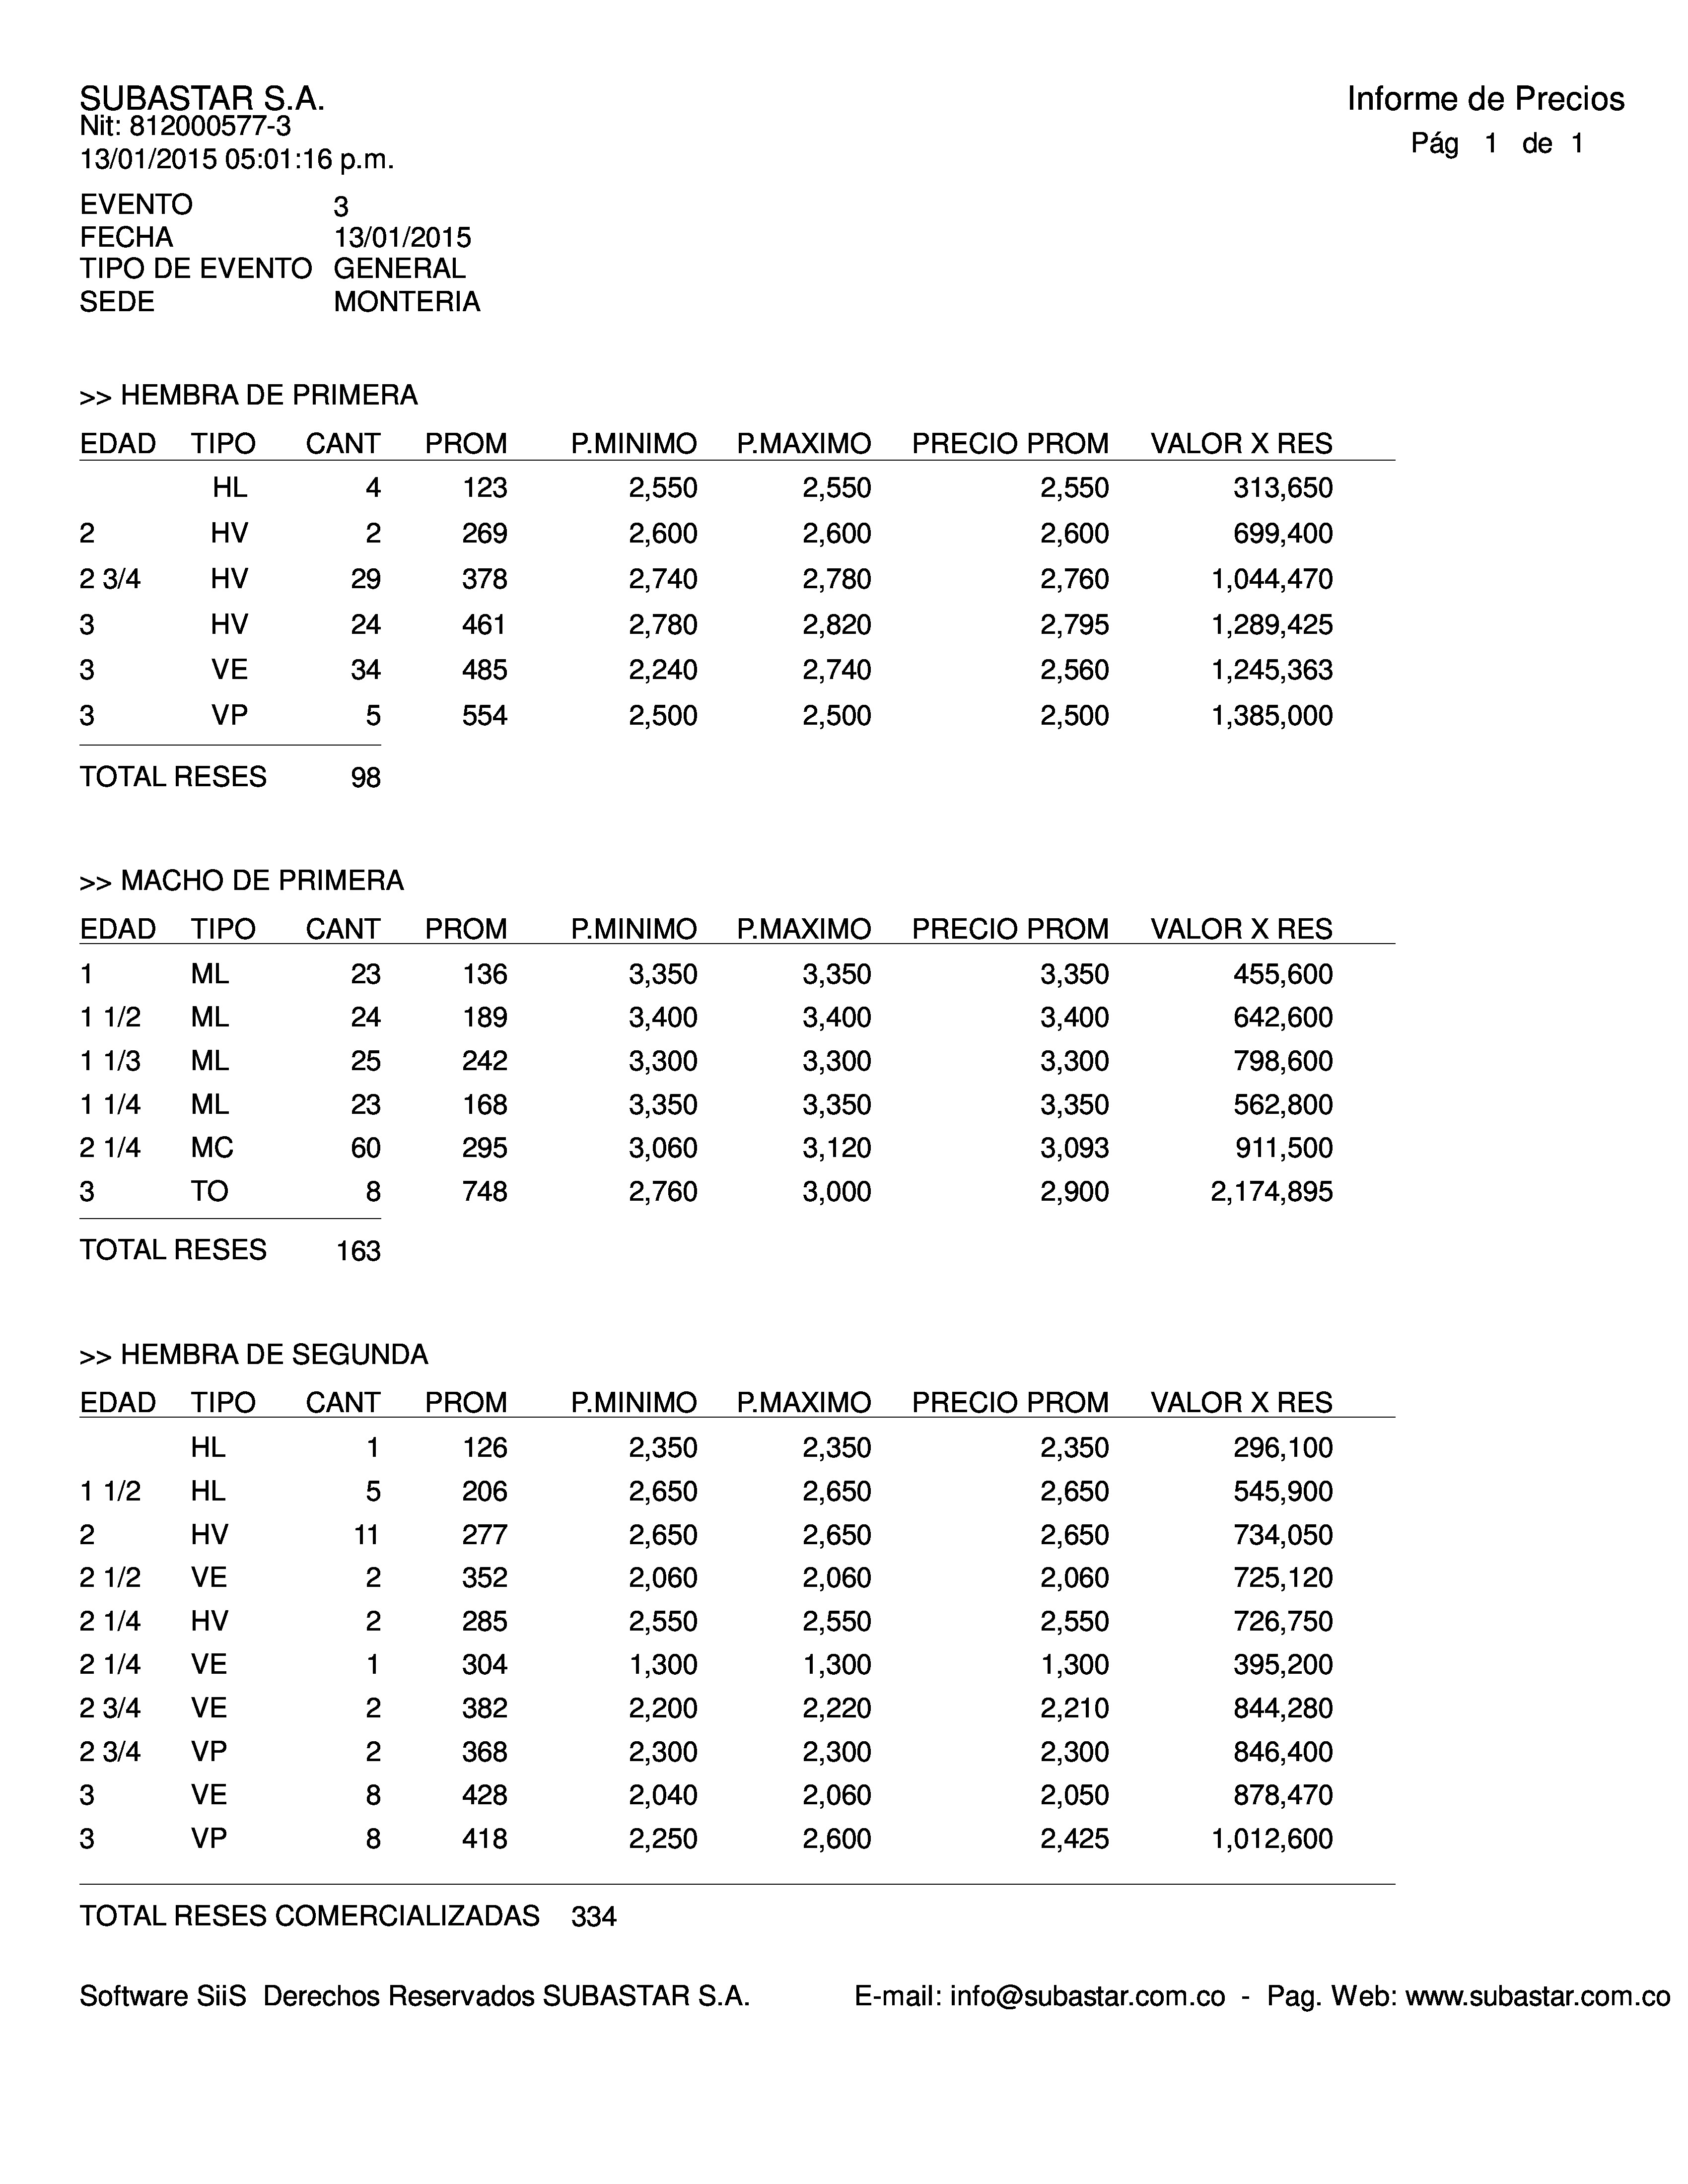 SUBASTAR S.A.
Informe de Precios
Nit: 812000577-3
Pág 1 de 1
13/01/2015 05:01:16 p.m.
EVENTO 3
FECHA 13/01/2015
TIPO DE EVENTO GENERAL
SEDE MONTERIA
>> HEMBRA DE PRIMERA
EDAD TIPO CANT PROM P.MINIMO P.MAXIMO PRECIO PROM VALOR X RES
HL 4 123 2,550 2,550 2,550 313,650
2 HV 2 269 2,600 2,600 2,600 699,400
2 3/4 HV 29 378 2,740 2,780 2,760 1,044,470
3 HV 24 461 2,780 2,820 2,795 1,289,425
3 VE 34 485 2,240 2,740 2,560 1,245,363
3 VP 5 554 2,500 2,500 2,500 1,385,000
TOTAL RESES 98
>> MACHO DE PRIMERA
EDAD TIPO CANT PROM P.MINIMO P.MAXIMO PRECIO PROM VALOR X RES
1 ML 23 136 3,350 3,350 3,350 455,600
1 1/2 ML 24 189 3,400 3,400 3,400 642,600
1 1/3 ML 25 242 3,300 3,300 3,300 798,600
1 1/4 ML 23 168 3,350 3,350 3,350 562,800
2 1/4 MC 60 295 3,060 3,120 3,093 911,500
3 TO 8 748 2,760 3,000 2,900 2,174,895
TOTAL RESES 163
>> HEMBRA DE SEGUNDA
EDAD TIPO CANT PROM P.MINIMO P.MAXIMO PRECIO PROM VALOR X RES
HL 1 126 2,350 2,350 2,350 296,100
1 1/2 HL 5 206 2,650 2,650 2,650 545,900
2 HV 11 277 2,650 2,650 2,650 734,050
2 1/2 VE 2 352 2,060 2,060 2,060 725,120
2 1/4 HV 2 285 2,550 2,550 2,550 726,750
2 1/4 VE 1 304 1,300 1,300 1,300 395,200
2 3/4 VE 2 382 2,200 2,220 2,210 844,280
2 3/4 VP 2 368 2,300 2,300 2,300 846,400
3 VE 8 428 2,040 2,060 2,050 878,470
3 VP 8 418 2,250 2,600 2,425 1,012,600
TOTAL RESES COMERCIALIZADAS 334
Software SiiS Derechos Reservados SUBASTAR S.A. E-mail: info@subastar.com.co - Pag. Web: www.subastar.com.co